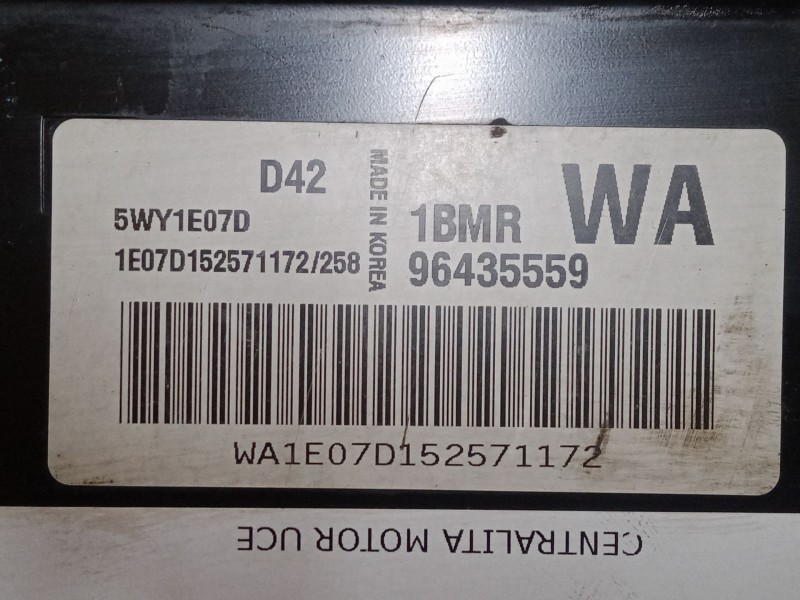 D42
5WY1E07D
1E07D152571172/258
MADE IN KOREA
1BMR
96435559
WA
WA1E07D152571172
CENTRALITA MOTOR UCE